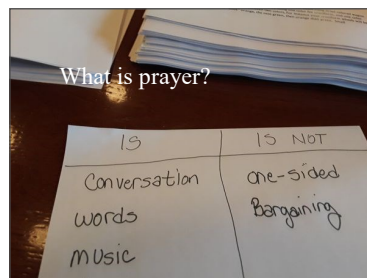 What is prayer?
IS IS NOT
Conversation one-sided
words Bargaining
music